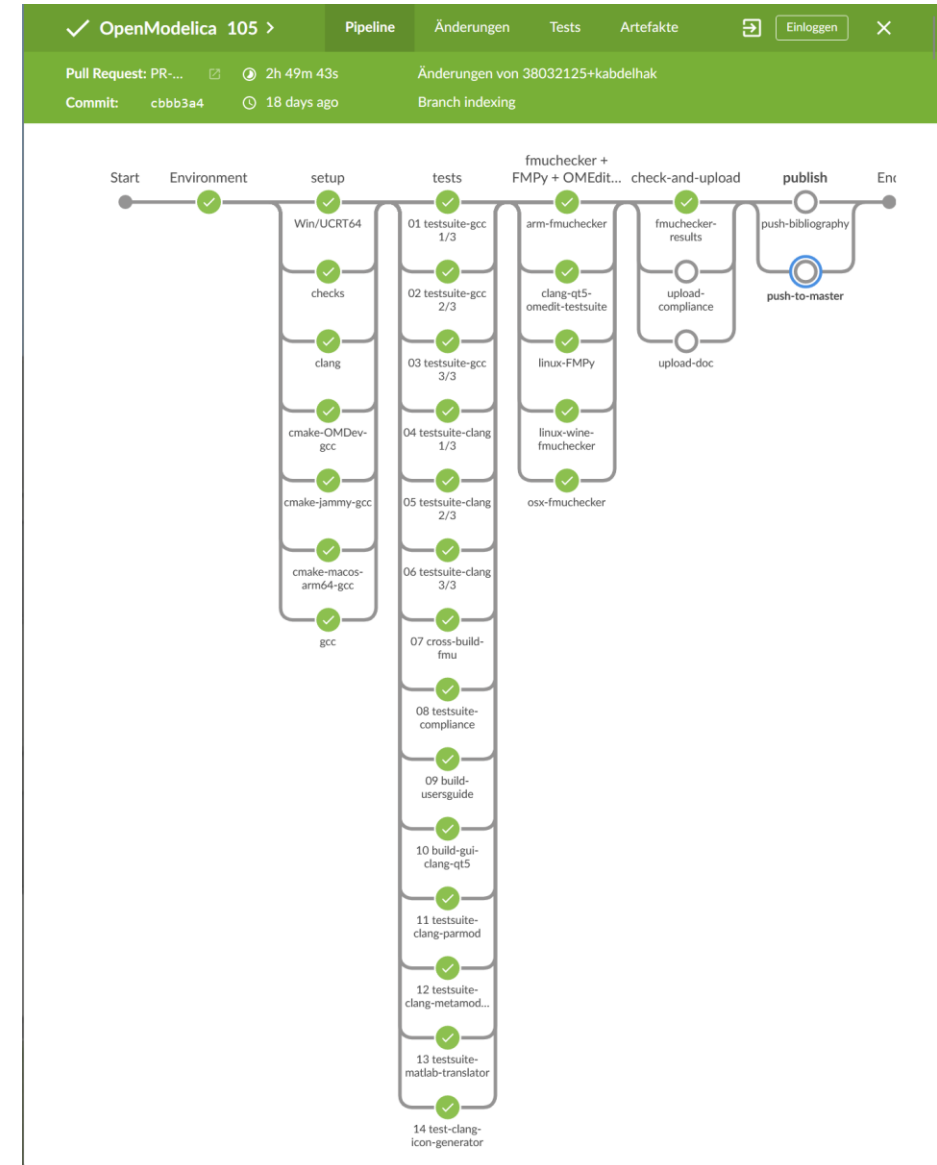 OpenModelica 105 >
Pipeline
Änderungen
Tests
Artefakte
Einloggen
Pull Request: PR-...
2h 49m 43s
Änderungen von 38032125+kabdelhak
Commit: cbbb3a4
18 days ago
Branch indexing
Start
Environment
setup
tests
fmuchecker +
FMPy + OMEdit...
check-and-upload
publish
Enc
Win/UCRT64
checks
clang
cmake-OMDev-
gcc
cmake-jammy-gcc
cmake-macos-
arm64-gcc
gcc
01 testsuite-gcc
1/3
02 testsuite-gcc
2/3
03 testsuite-gcc
3/3
04 testsuite-clang
1/3
05 testsuite-clang
2/3
06 testsuite-clang
3/3
07 cross-build-
fmu
08 testsuite-
compliance
09 build-
usersguide
10 build-gui-
clang-qt5
11 testsuite-
clang-parmod
12 testsuite-
clang-metamod...
13 testsuite-
matlab-translator
14 test-clang-
icon-generator
arm-fmuchecker
clang-qt5-
omedit-testsuite
linux-FMPy
linux-wine-
fmuchecker
osx-fmuchecker
fmuchecker-
results
upload-
compliance
upload-doc
push-bibliography
push-to-master